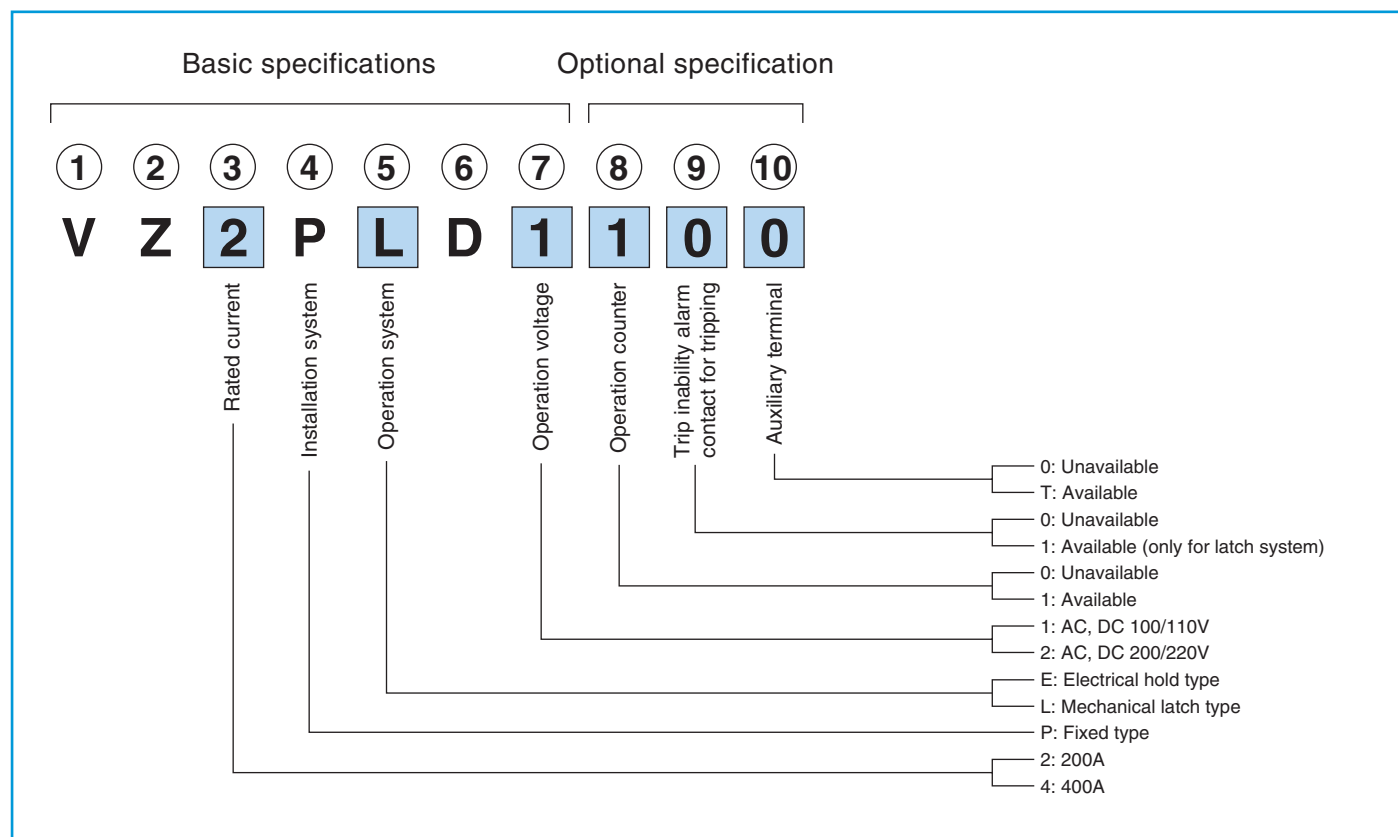 Basic specifications
Optional specification
1 2 3 4 5 6 7 8 9 10
V Z 2 P L D 1 1 0 0
Rated current
Installation system
Operation system
Operation voltage
Operation counter
Trip inability alarm
contact for tripping
Auxiliary terminal
0: Unavailable
T: Available
0: Unavailable
1: Available (only for latch system)
0: Unavailable
1: Available
1: AC, DC 100/110V
2: AC, DC 200/220V
E: Electrical hold type
L: Mechanical latch type
P: Fixed type
2: 200A
4: 400A